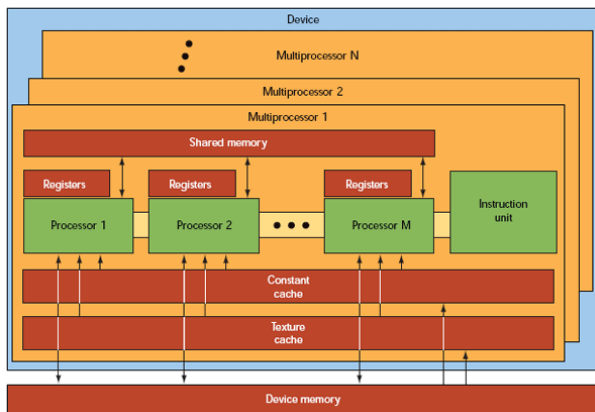 Device
Multiprocessor N
Multiprocessor 2
Multiprocessor 1
Shared memory
Registers
Registers
Registers
Processor 1
Processor 2
Processor M
Instruction
unit
Constant
cache
Texture
cache
Device memory